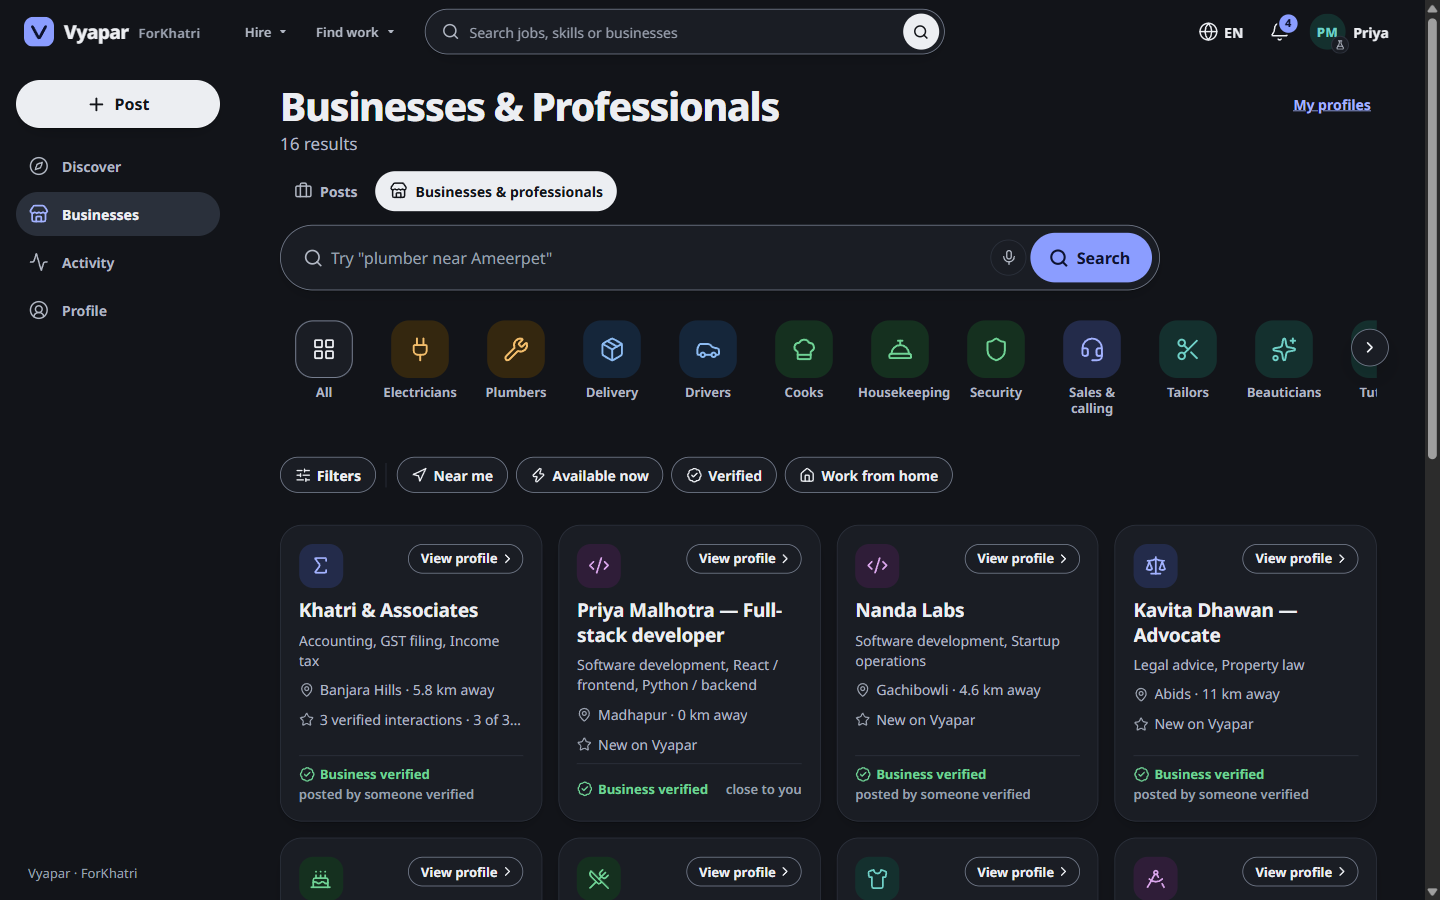 Vyapar ForKhatri
Hire
Find work
Search jobs, skills or businesses
EN
4
PM
Priya
Post
Discover
Businesses
Activity
Profile
Vyapar · ForKhatri
Businesses & Professionals
My profiles
16 results
Posts
Businesses & professionals
Try "plumber near Ameerpet"
Search
All
Electricians
Plumbers
Delivery
Drivers
Cooks
Housekeeping
Security
Sales &
calling
Tailors
Beauticians
Filters
Near me
Available now
Verified
Work from home
View profile
Khatri & Associates
Accounting, GST filing, Income
tax
Banjara Hills · 5.8 km away
3 verified interactions · 3 of 3...
Business verified
posted by someone verified
View profile
Priya Malhotra — Full-
stack developer
Software development, React /
frontend, Python / backend
Madhapur · 0 km away
New on Vyapar
Business verified
close to you
View profile
Nanda Labs
Software development, Startup
operations
Gachibowli · 4.6 km away
New on Vyapar
Business verified
posted by someone verified
View profile
Kavita Dhawan —
Advocate
Legal advice, Property law
Abids · 11 km away
New on Vyapar
Business verified
posted by someone verified
View profile
View profile
View profile
View profile